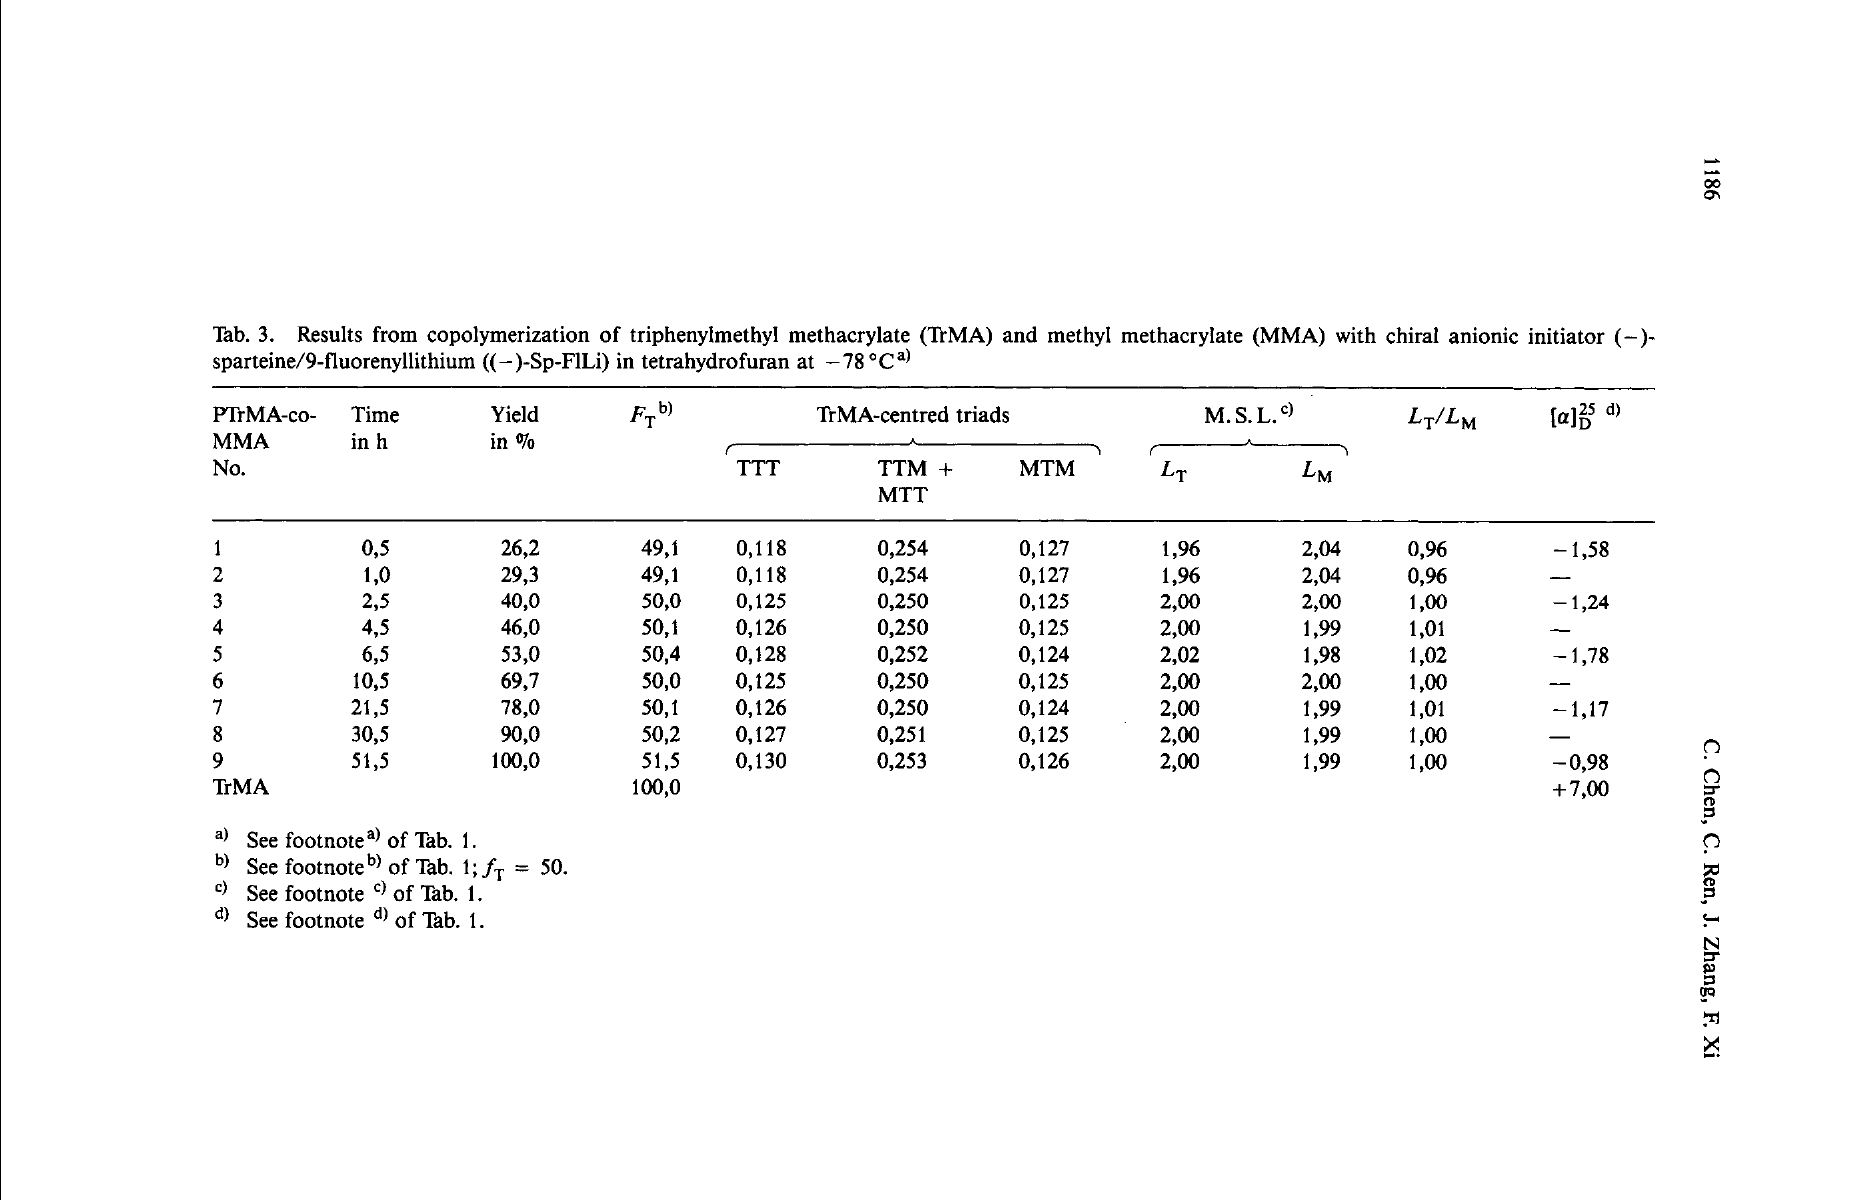 1186
Tab. 3. Results from copolymerization of triphenylmethyl methacrylate (TrMA) and methyl methacrylate (MMA) with chiral anionic initiator (−)-
sparteine/9-fluorenyllithium ((−)-Sp-FlLi) in tetrahydrofuran at −78 °C a)
PTrMA-co- Time Yield F_T b) TrMA-centred triads M. S. L. c) L_T/L_M [α]_D^25 d)
MMA in h in %
No. TTT TTM + MTM L_T L_M
MTT
1 0,5 26,2 49,1 0,118 0,254 0,127 1,96 2,04 0,96 −1,58
2 1,0 29,3 49,1 0,118 0,254 0,127 1,96 2,04 0,96 —
3 2,5 40,0 50,0 0,125 0,250 0,125 2,00 2,00 1,00 −1,24
4 4,5 46,0 50,1 0,126 0,250 0,125 2,00 1,99 1,01 —
5 6,5 53,0 50,4 0,128 0,252 0,124 2,02 1,98 1,02 −1,78
6 10,5 69,7 50,0 0,125 0,250 0,125 2,00 2,00 1,00 —
7 21,5 78,0 50,1 0,126 0,250 0,124 2,00 1,99 1,01 −1,17
8 30,5 90,0 50,2 0,127 0,251 0,125 2,00 1,99 1,00 —
9 51,5 100,0 51,5 0,130 0,253 0,126 2,00 1,99 1,00 −0,98
TrMA 100,0 +7,00
a) See footnote a) of Tab. 1.
b) See footnote b) of Tab. 1; f_T = 50.
c) See footnote c) of Tab. 1.
d) See footnote d) of Tab. 1.
C. Chen, C. Ren, J. Zhang, F. Xi